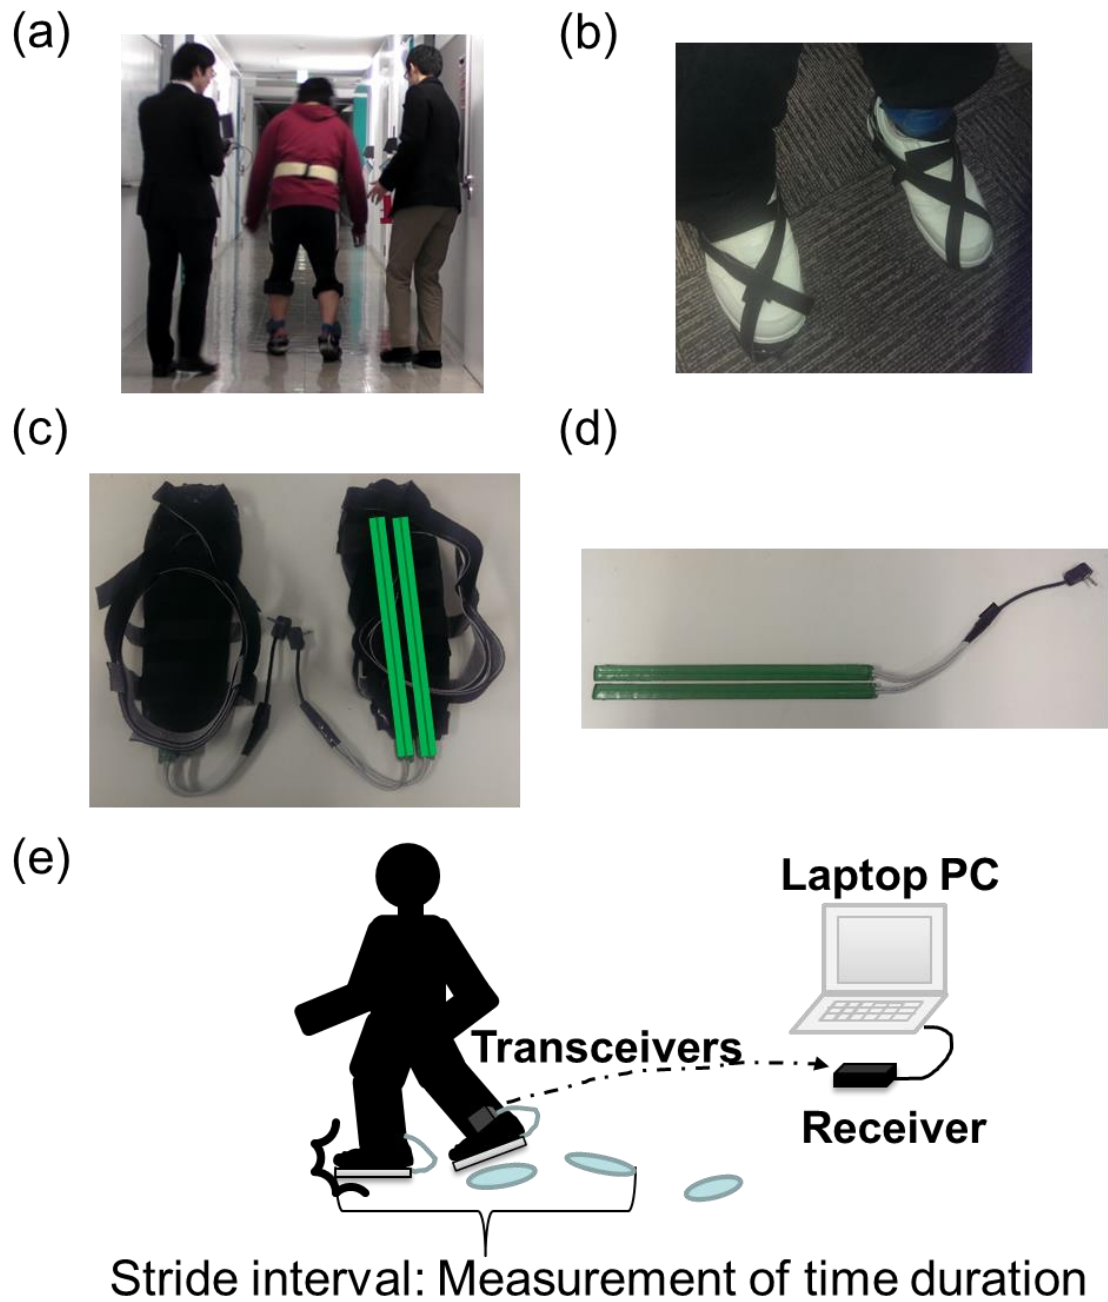 (a)
(b)
(c)
(d)
(e)
Laptop PC
Transceivers
Receiver
Stride interval: Measurement of time duration